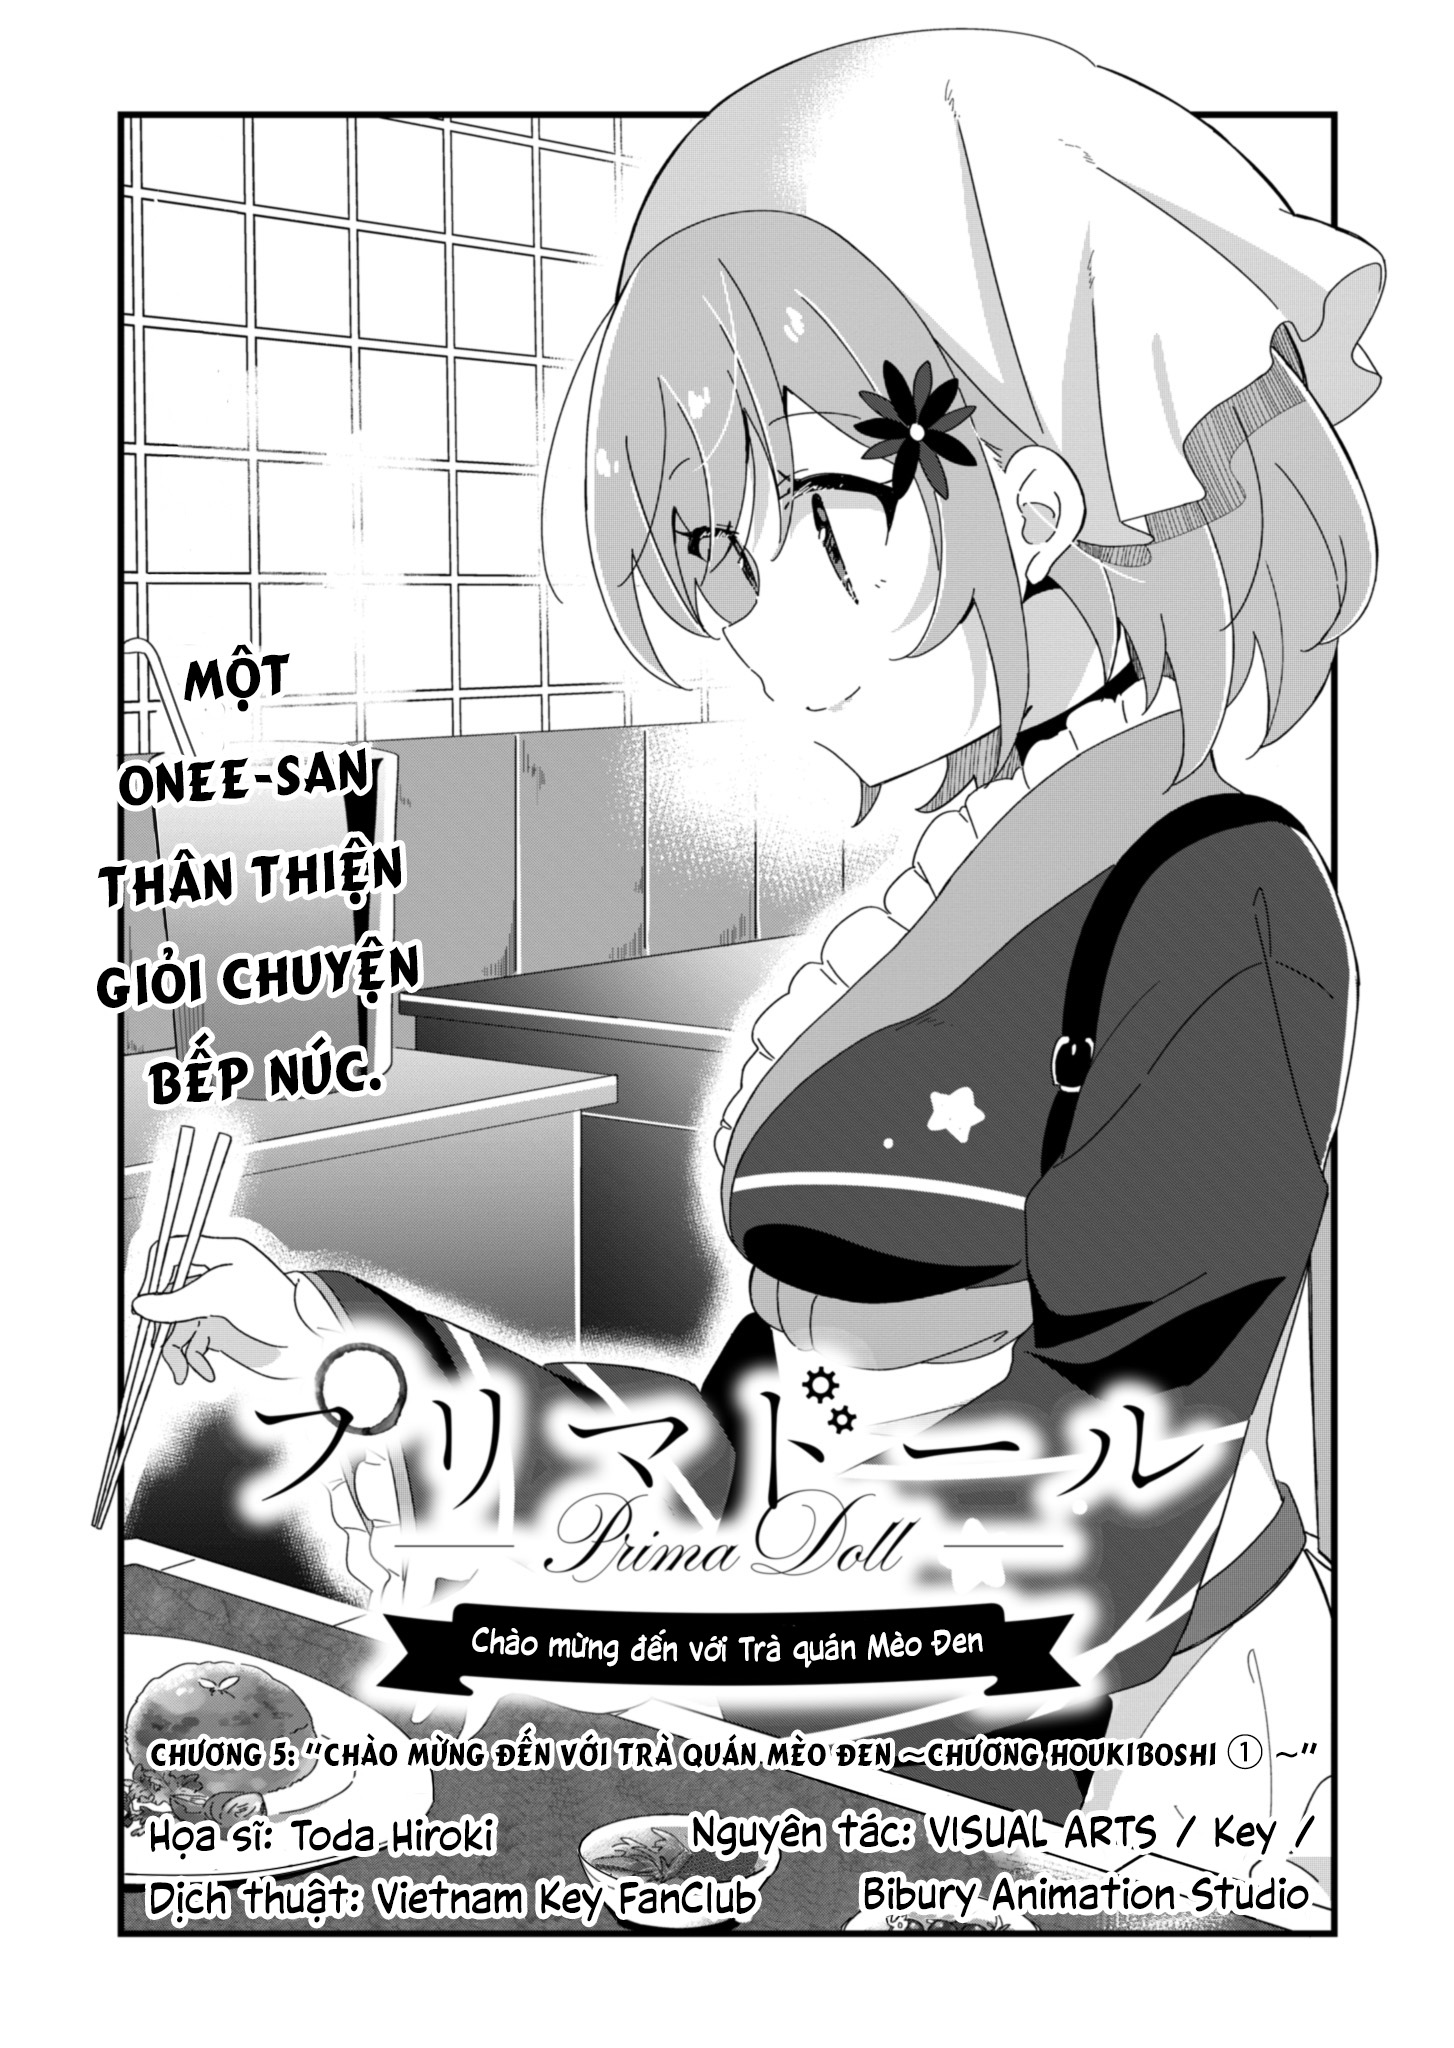 MỘT
ONEE-SAN
THÂN THIỆN
GIỎI CHUYỆN
BẾP NÚC.
プリマドール
Prima Doll
Chào mừng đến với Trà quán Mèo Đen
CHƯƠNG 5: "CHÀO MỪNG ĐẾN VỚI TRÀ QUÁN MÈO ĐEN ~CHƯƠNG HOUKIBOSHI ① ~"
Họa sĩ: Toda Hiroki
Dịch thuật: Vietnam Key FanClub
Nguyên tác: VISUAL ARTS / Key /
Bibury Animation Studio